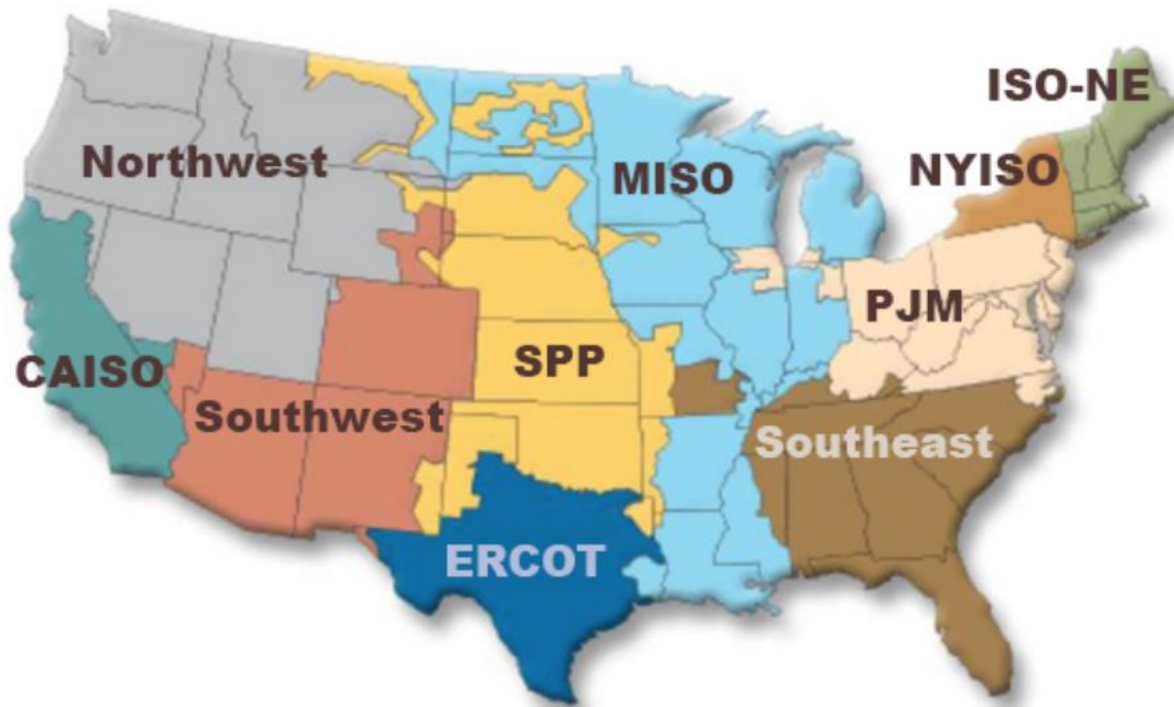 ISO-NE
Northwest
MISO
NYISO
PJM
CAISO
SPP
Southwest
Southeast
ERCOT